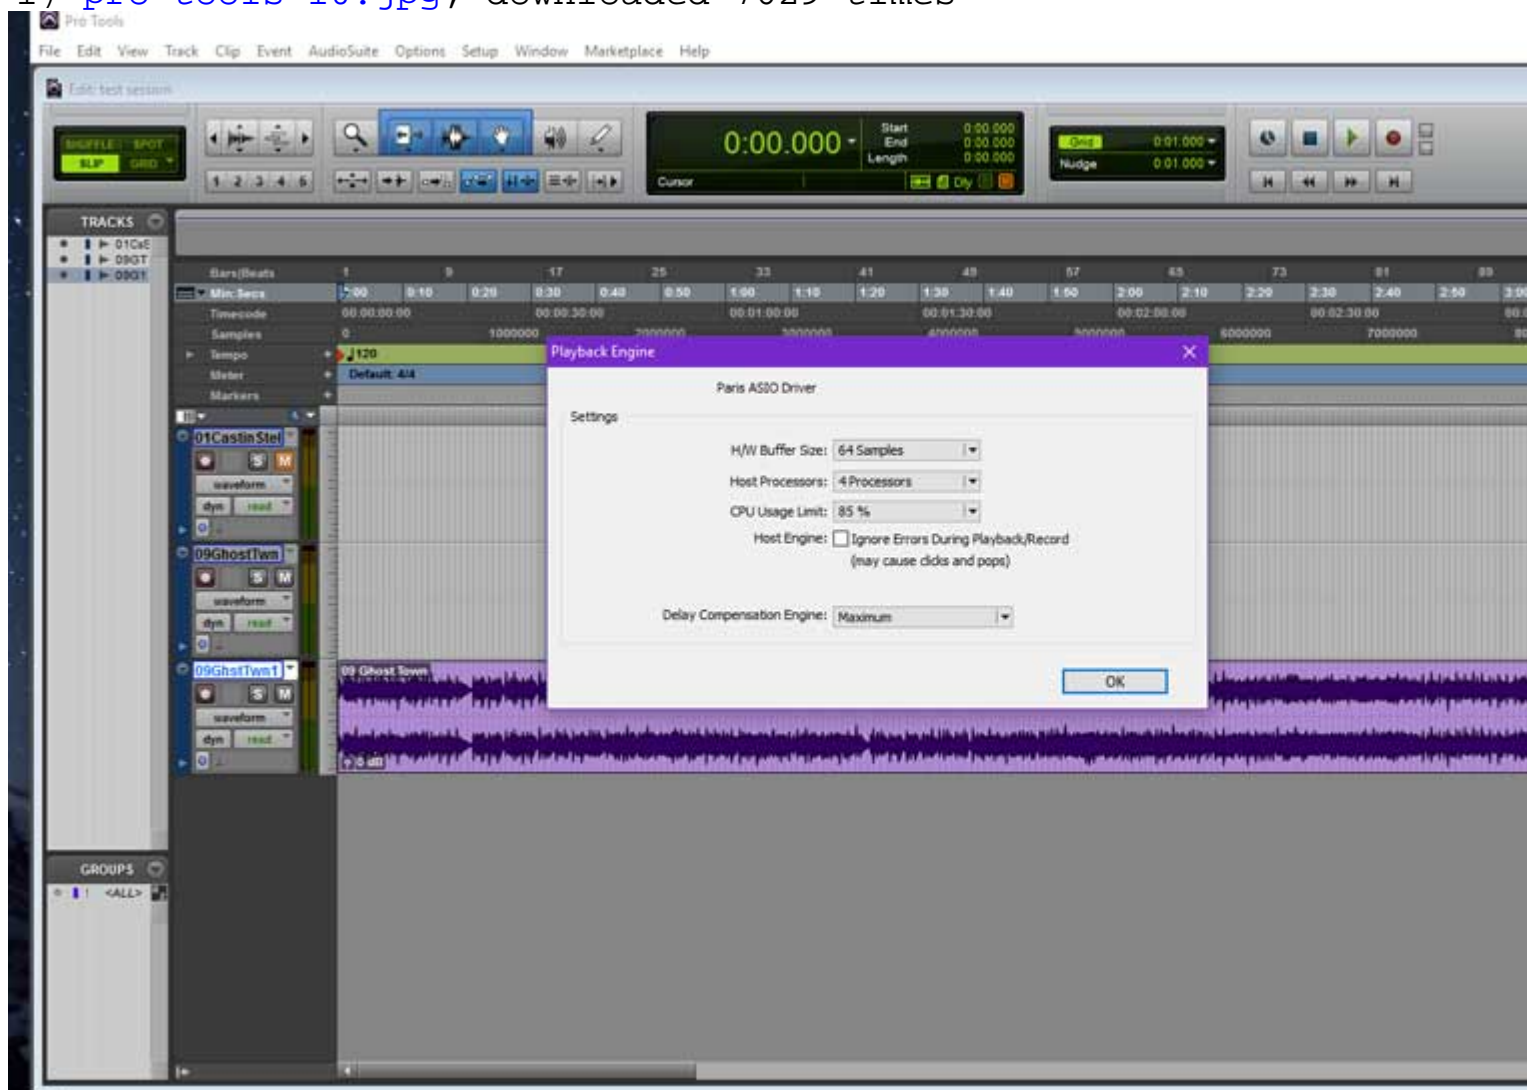 1) pro tools 10.jpg, downloaded 7029 times
Pro Tools
File Edit View Track Clip Event AudioSuite Options Setup Window Marketplace Help
Edit: test session
SHUFFLE SPOT
SLIP GRID
1 2 3 4 5
0:00.000
Start 0:00.000
End 0:00.000
Length 0:00.000
Cursor
Dly
Grid 0:01.000
Nudge 0:01.000
TRACKS
01CsS
09GT
09GT
Bars|Beats 1 9 17 25 33 41 49 57 65 73 81 89
Min:Secs 0:00 0:10 0:20 0:30 0:40 0:50 1:00 1:10 1:20 1:30 1:40 1:50 2:00 2:10 2:20 2:30 2:40 2:50 3:00
Timecode 00:00:00:00 00:00:30:00 00:01:00:00 00:01:30:00 00:02:00:00 00:02:30:00
Samples 0 1000000 2000000 3000000 4000000 5000000 6000000 7000000
Tempo 120
Meter Default: 4/4
Markers
Playback Engine
Paris ASIO Driver
Settings
H/W Buffer Size: 64 Samples
Host Processors: 4 Processors
CPU Usage Limit: 85 %
Host Engine: Ignore Errors During Playback/Record
(may cause clicks and pops)
Delay Compensation Engine: Maximum
OK
01CastinStel
S M
waveform
dyn read
09GhostTwn
S M
waveform
dyn read
09GhstTwn1
S M
waveform
dyn read
09 Ghost Town
0 dB
GROUPS
! <ALL>